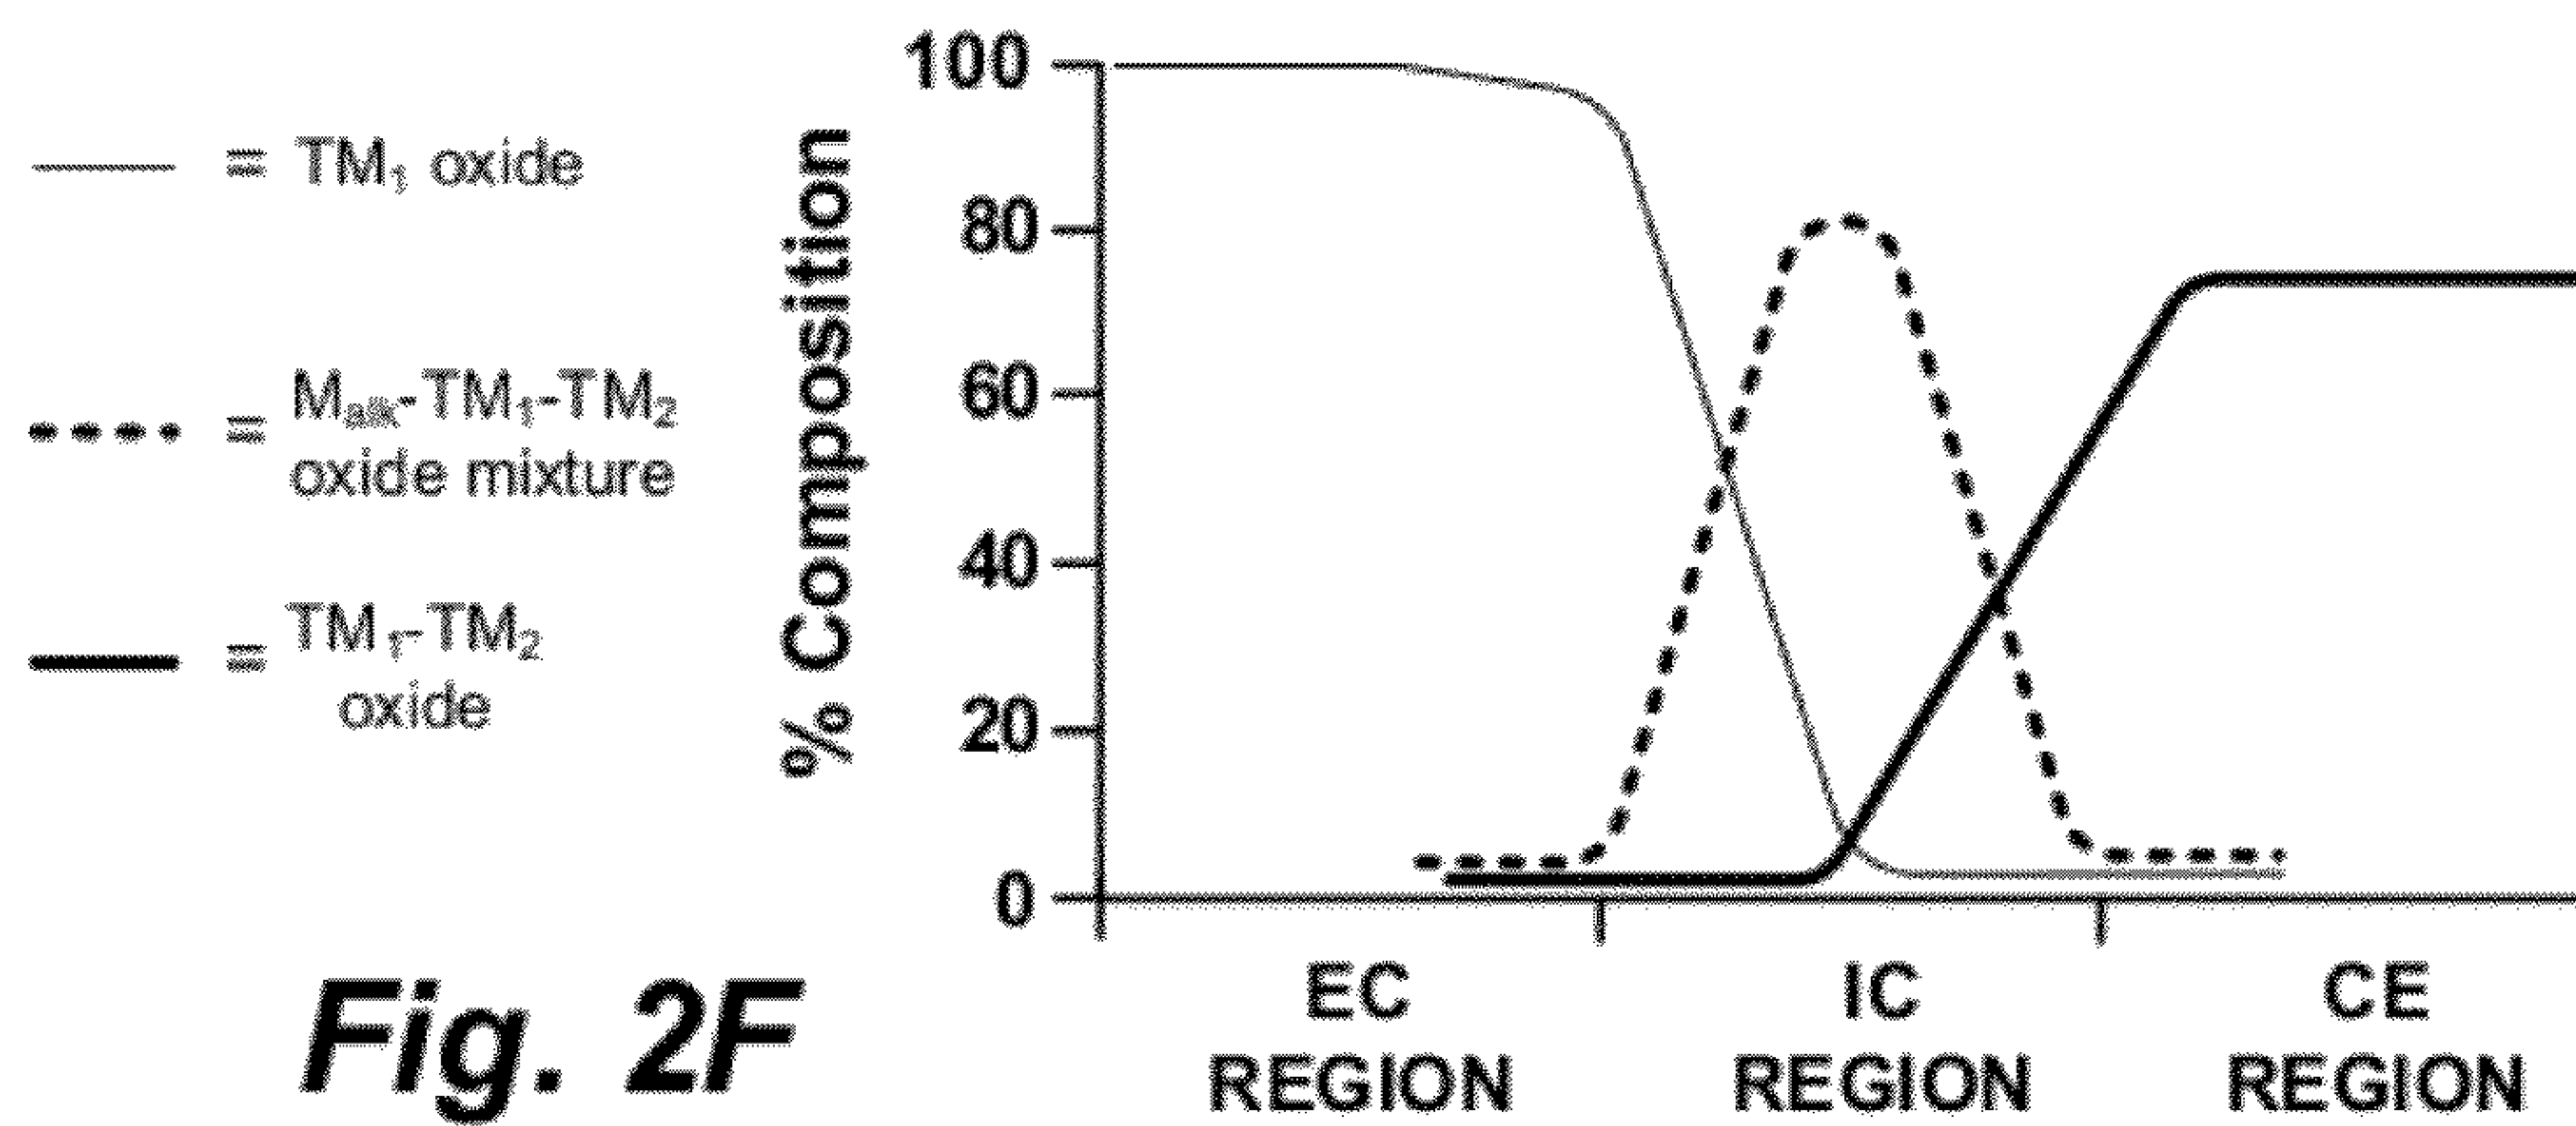 = TM₁ oxide
= Malk-TM₁-TM₂
oxide mixture
= TM₁-TM₂
oxide
% Composition
100
80
60
40
20
0
EC
REGION
IC
REGION
CE
REGION
Fig. 2F